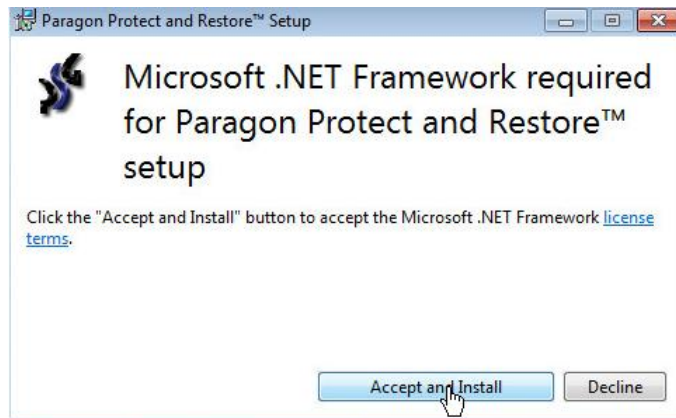 Paragon Protect and Restore™ Setup
Microsoft .NET Framework required
for Paragon Protect and Restore™
setup
Click the "Accept and Install" button to accept the Microsoft .NET Framework license
terms.
Accept and Install
Decline